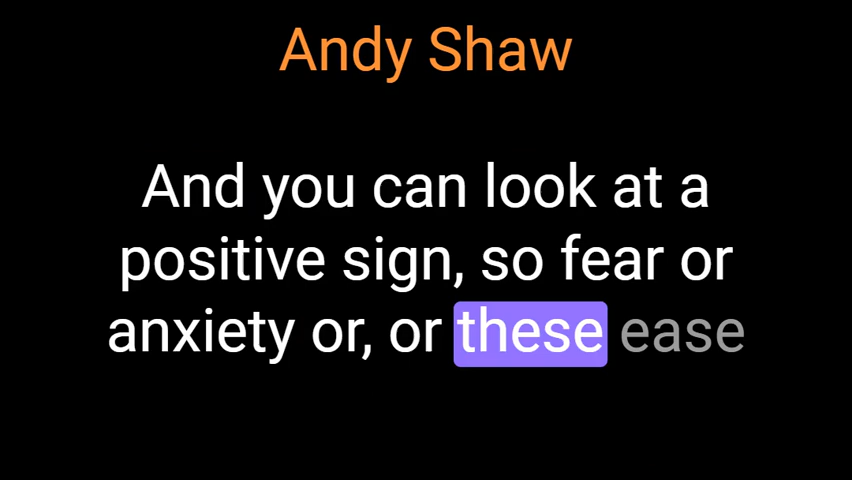 Andy Shaw
And you can look at a
positive sign, so fear or
anxiety or, or these ease